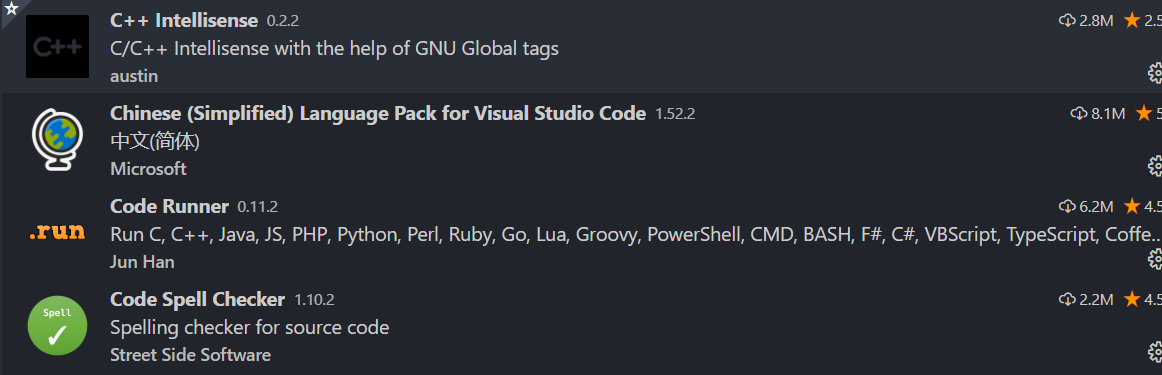 C++ Intellisense 0.2.2 2.8M 2.5
C/C++ Intellisense with the help of GNU Global tags
austin
C++
Chinese (Simplified) Language Pack for Visual Studio Code 1.52.2 8.1M 5
中文(简体)
Microsoft
Code Runner 0.11.2 6.2M 4.5
.run Run C, C++, Java, JS, PHP, Python, Perl, Ruby, Go, Lua, Groovy, PowerShell, CMD, BASH, F#, C#, VBScript, TypeScript, Coffe...
Jun Han
Code Spell Checker 1.10.2 2.2M 4.5
Spell
Spelling checker for source code
Street Side Software